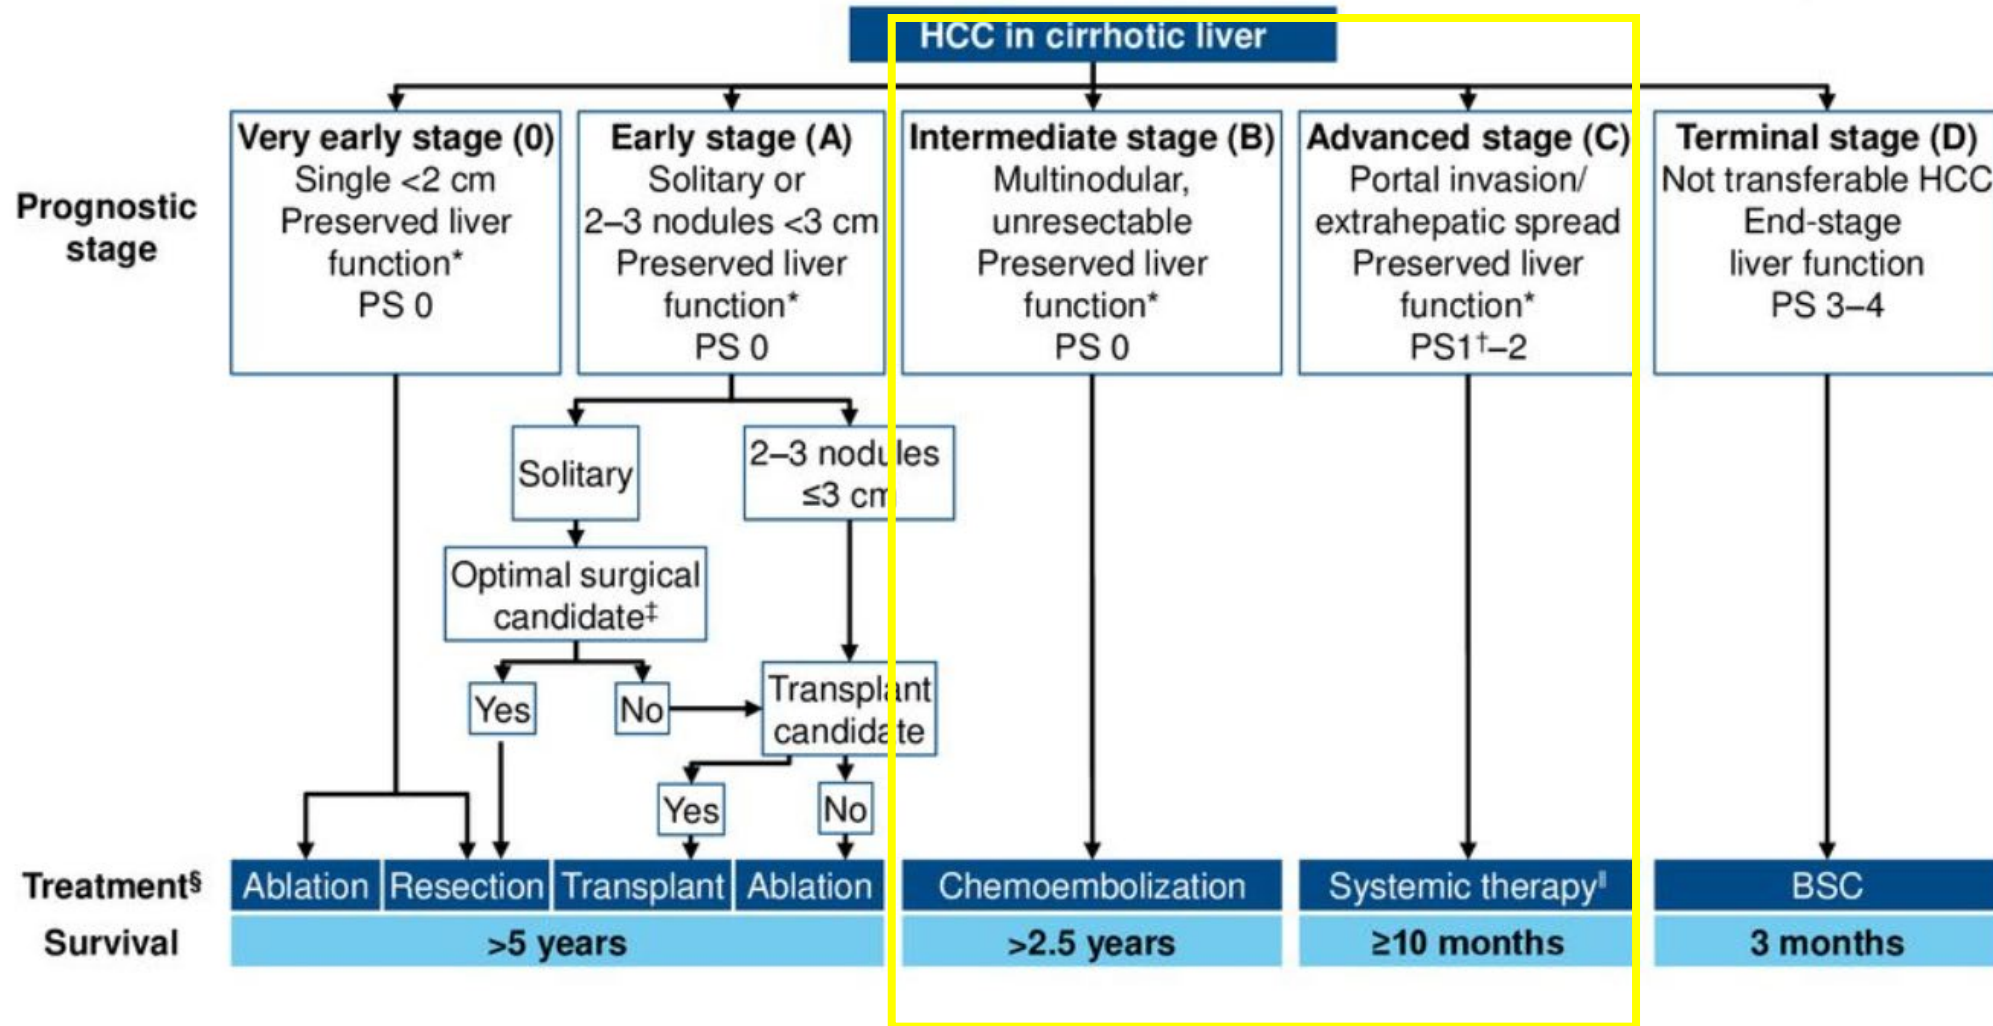 HCC in cirrhotic liver
Prognostic
stage
Very early stage (0)
Single <2 cm
Preserved liver
function*
PS 0
Early stage (A)
Solitary or
2–3 nodules <3 cm
Preserved liver
function*
PS 0
Intermediate stage (B)
Multinodular,
unresectable
Preserved liver
function*
PS 0
Advanced stage (C)
Portal invasion/
extrahepatic spread
Preserved liver
function*
PS1†–2
Terminal stage (D)
Not transferable HCC
End-stage
liver function
PS 3–4
Solitary
2–3 nodules
≤3 cm
Optimal surgical
candidate‡
Yes
No
Transplant
candidate
Yes
No
Treatment§
Ablation
Resection
Transplant
Ablation
Chemoembolization
Systemic therapy‖
BSC
Survival
>5 years
>2.5 years
≥10 months
3 months